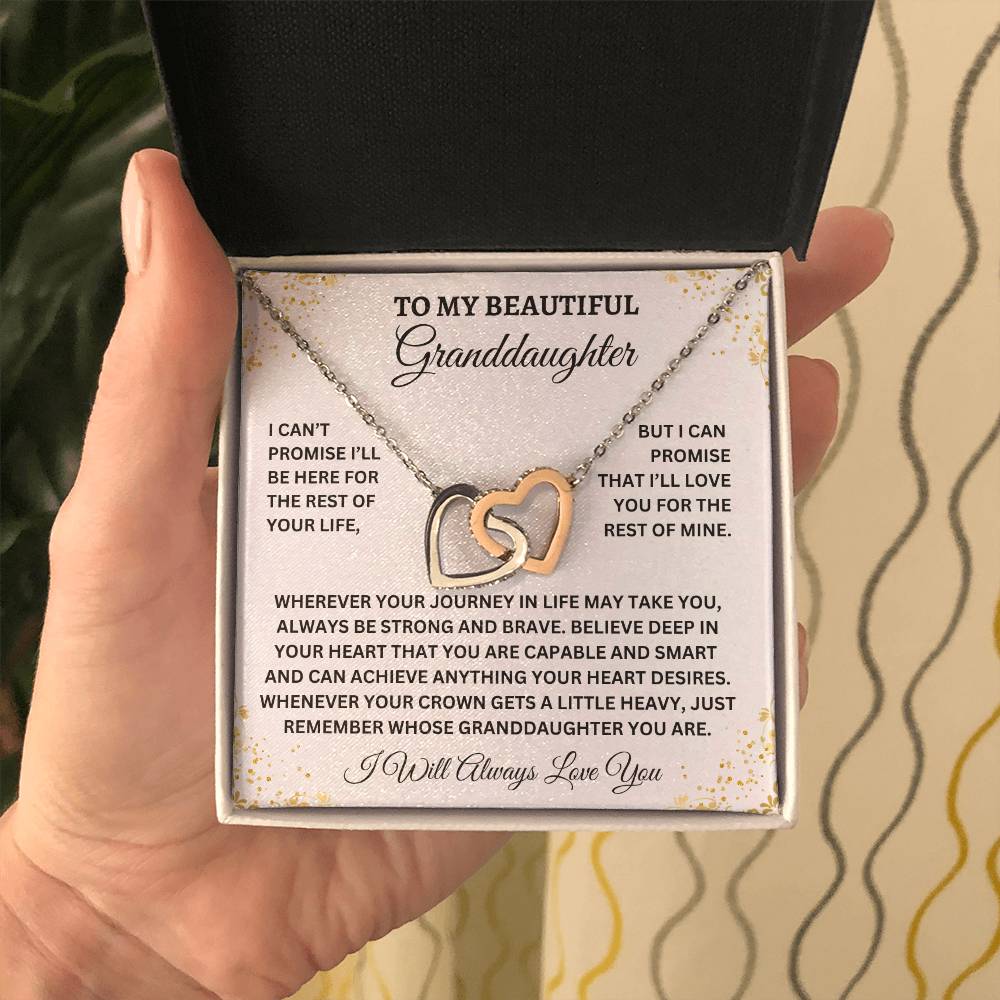 TO MY BEAUTIFUL
Granddaughter
I CAN'T
PROMISE I'LL
BE HERE FOR
THE REST OF
YOUR LIFE,
BUT I CAN
PROMISE
THAT I'LL LOVE
YOU FOR THE
REST OF MINE.
WHEREVER YOUR JOURNEY IN LIFE MAY TAKE YOU,
ALWAYS BE STRONG AND BRAVE. BELIEVE DEEP IN
YOUR HEART THAT YOU ARE CAPABLE AND SMART
AND CAN ACHIEVE ANYTHING YOUR HEART DESIRES.
WHENEVER YOUR CROWN GETS A LITTLE HEAVY, JUST
REMEMBER WHOSE GRANDDAUGHTER YOU ARE.
I Will Always Love You